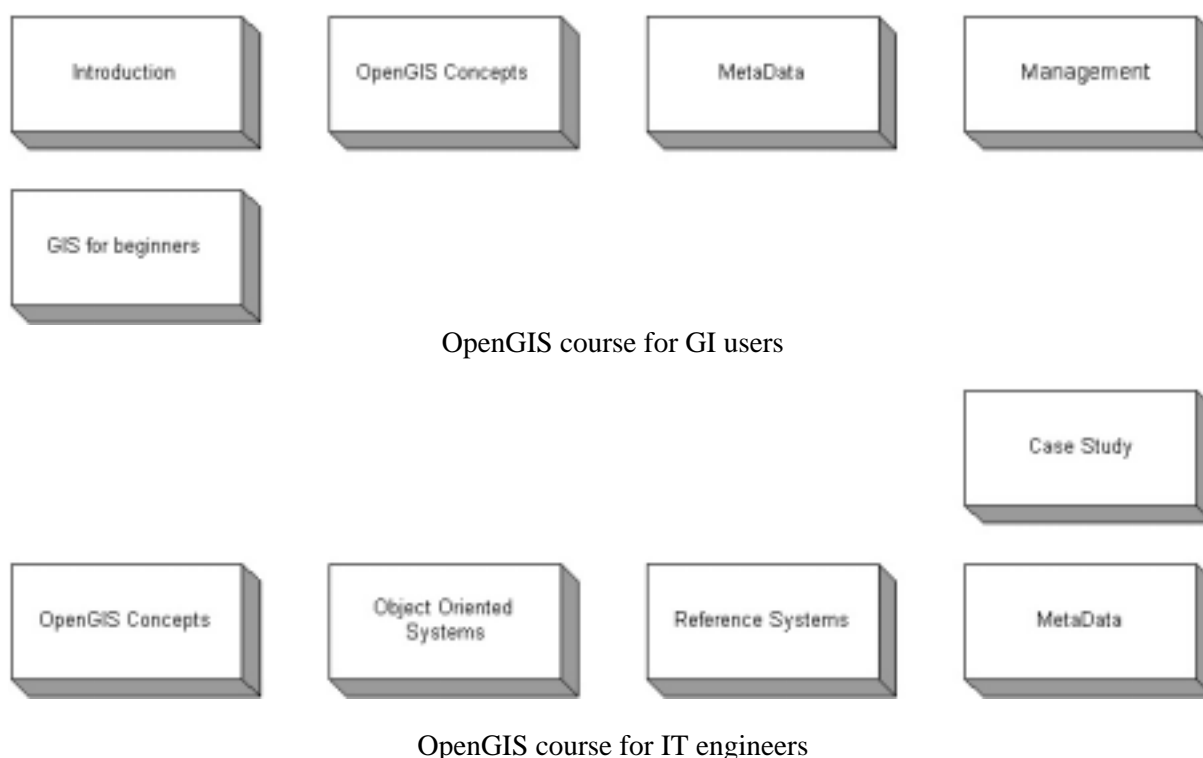 Introduction
OpenGIS Concepts
MetaData
Management
GIS for beginners
OpenGIS course for GI users
Case Study
OpenGIS Concepts
Object Oriented
Systems
Reference Systems
MetaData
OpenGIS course for IT engineers